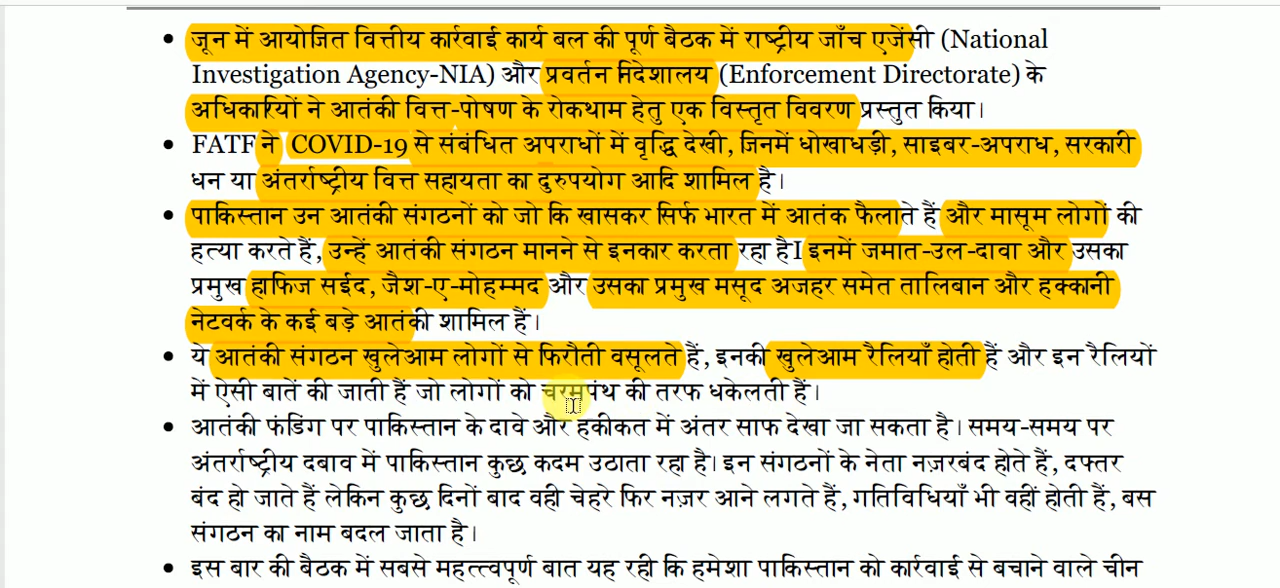 जून में आयोजित वित्तीय कार्रवाई कार्य बल की पूर्ण बैठक में राष्ट्रीय जाँच एजेंसी (National
Investigation Agency-NIA) और प्रवर्तन निदेशालय (Enforcement Directorate) के
अधिकारियों ने आतंकी वित्त-पोषण के रोकथाम हेतु एक विस्तृत विवरण प्रस्तुत किया।
FATF ने COVID-19 से संबंधित अपराधों में वृद्धि देखी, जिनमें धोखाधड़ी, साइबर-अपराध, सरकारी
धन या अंतर्राष्ट्रीय वित्त सहायता का दुरुपयोग आदि शामिल है।
पाकिस्तान उन आतंकी संगठनों को जो कि खासकर सिर्फ भारत में आतंक फैलाते हैं और मासूम लोगों की
हत्या करते हैं, उन्हें आतंकी संगठन मानने से इनकार करता रहा हैI इनमें जमात-उल-दावा और उसका
प्रमुख हाफिज सईद, जैश-ए-मोहम्मद और उसका प्रमुख मसूद अजहर समेत तालिबान और हक्कानी
नेटवर्क के कई बड़े आतंकी शामिल हैं।
ये आतंकी संगठन खुलेआम लोगों से फिरौती वसूलते हैं, इनकी खुलेआम रैलियाँ होती हैं और इन रैलियों
में ऐसी बातें की जाती हैं जो लोगों को चरमपंथ की तरफ धकेलती हैं।
आतंकी फंडिंग पर पाकिस्तान के दावे और हकीकत में अंतर साफ देखा जा सकता है। समय-समय पर
अंतर्राष्ट्रीय दबाव में पाकिस्तान कुछ कदम उठाता रहा है। इन संगठनों के नेता नज़रबंद होते हैं, दफ्तर
बंद हो जाते हैं लेकिन कुछ दिनों बाद वही चेहरे फिर नज़र आने लगते हैं, गतिविधियाँ भी वहीं होती हैं, बस
संगठन का नाम बदल जाता है।
इस बार की बैठक में सबसे महत्त्वपूर्ण बात यह रही कि हमेशा पाकिस्तान को कार्रवाई से बचाने वाले चीन